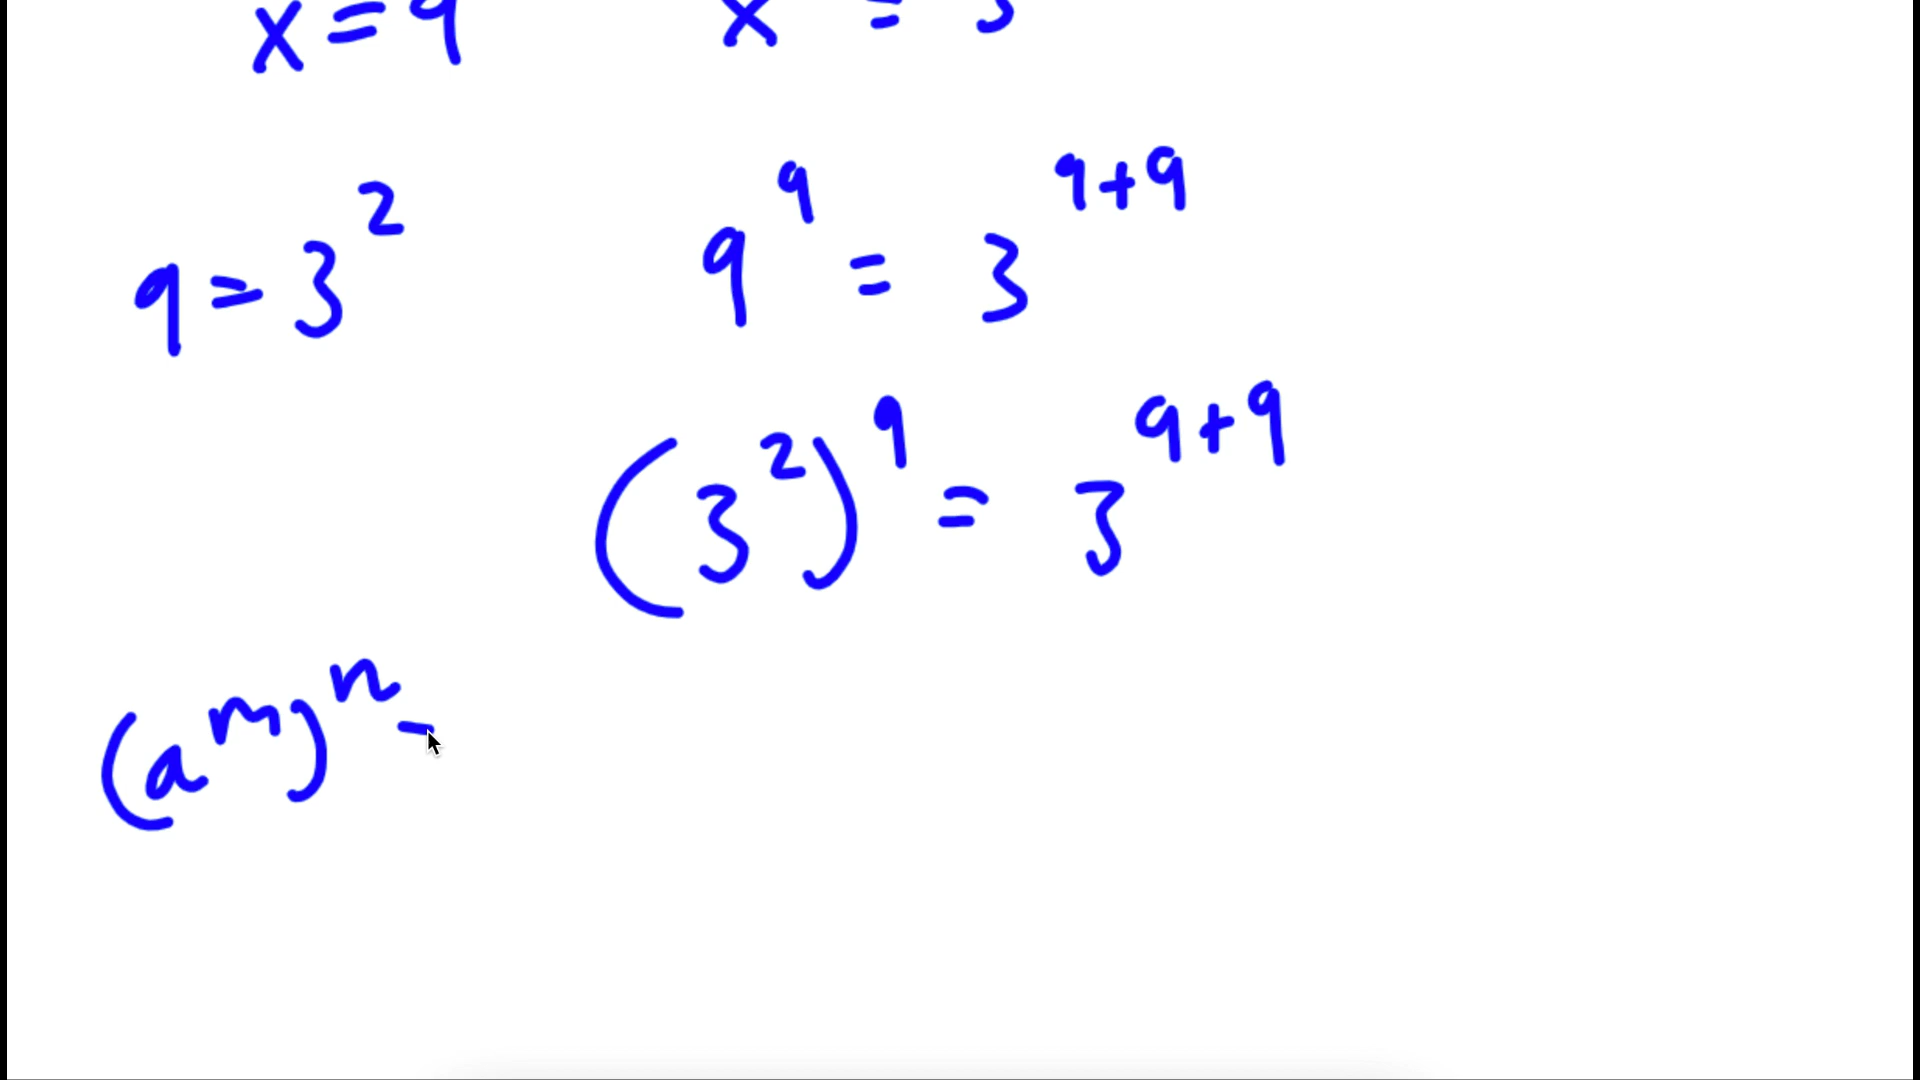 x=9 x = 3
9=3² 9⁹ = 3⁹⁺⁹
(3²)⁹ = 3⁹⁺⁹
(aᵐ)ⁿ-